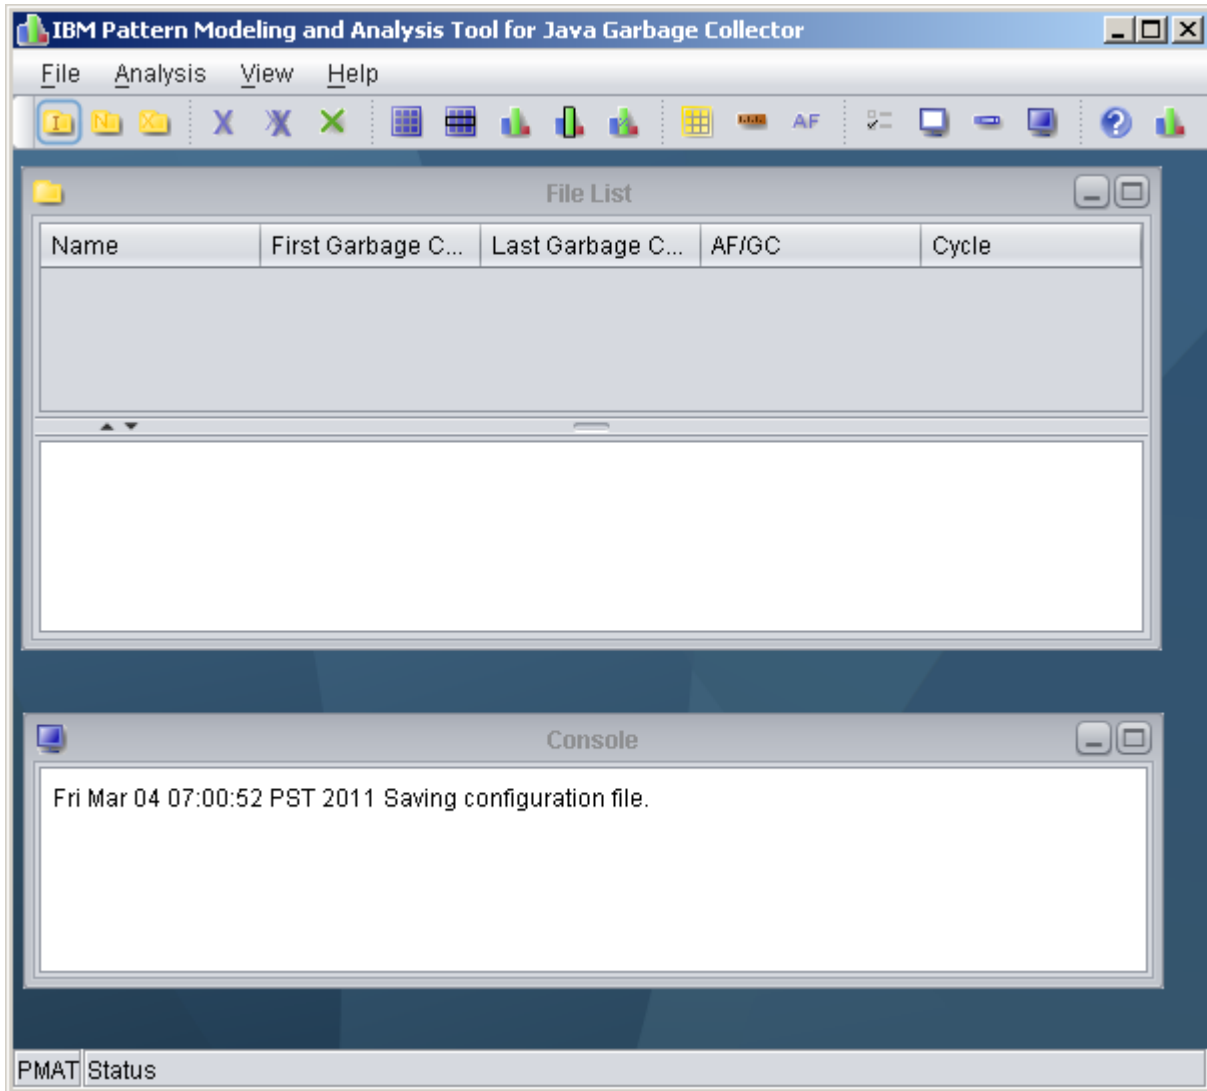 IBM Pattern Modeling and Analysis Tool for Java Garbage Collector
File Analysis View Help
I N X X X X AF ?
File List
Name First Garbage C... Last Garbage C... AF/GC Cycle
Console
Fri Mar 04 07:00:52 PST 2011 Saving configuration file.
PMAT Status